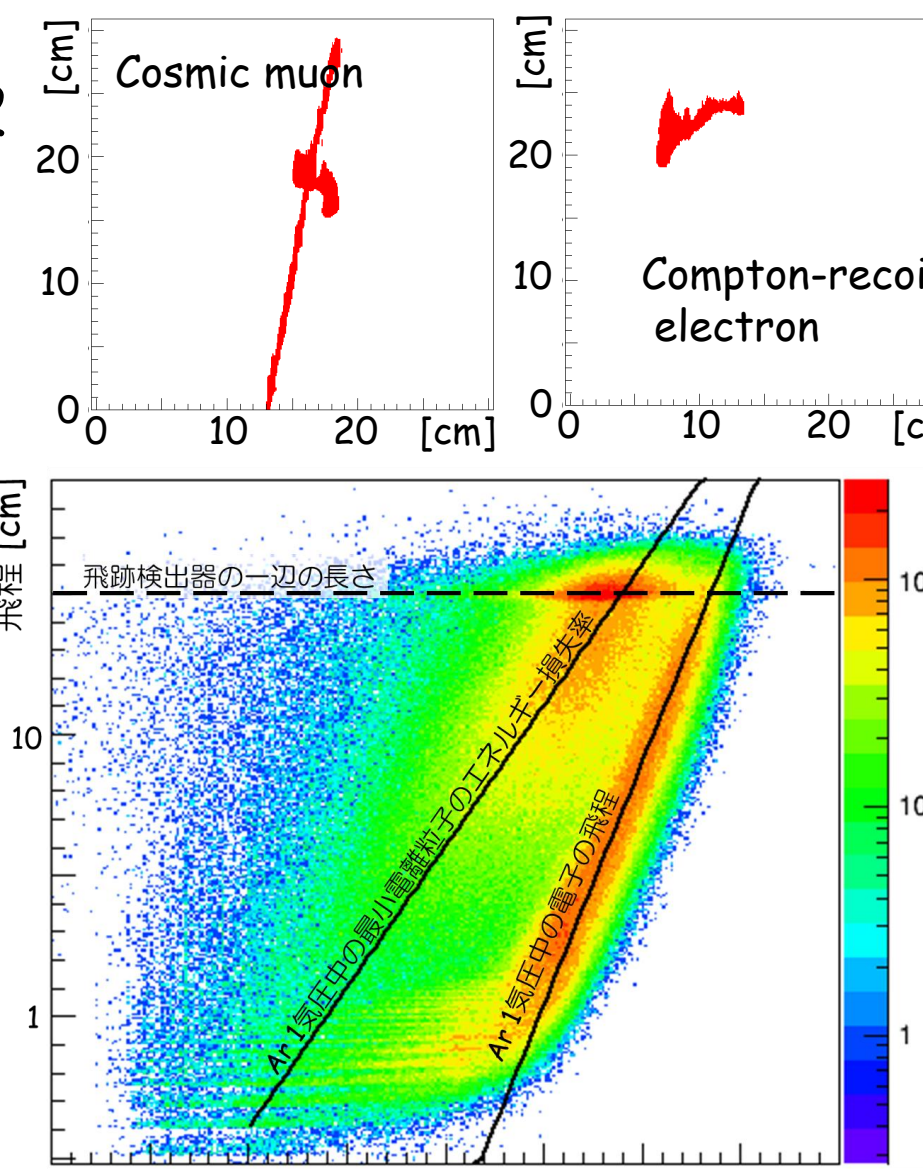 [cm]
Cosmic muon
20
10
0
0 10 20 [cm]
[cm]
20
Compton-recoi
10
electron
0
0 10 20 [c
飛程 [cm]
飛跡検出器の一辺の長さ
Ar 1気圧中の最小電離粒子のエネルギー損失率
Ar 1気圧中の電子の飛程
10
1
10
10
1